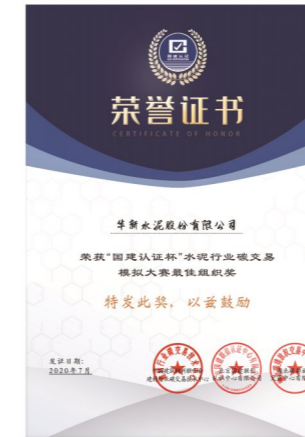 荣誉证书
CERTIFICATE OF HONOR
华新水泥股份有限公司
荣获“国建认证杯”水泥行业碳交易
模拟大赛最佳组织奖
特发此奖，以兹鼓励
发证日期:
2020年7月